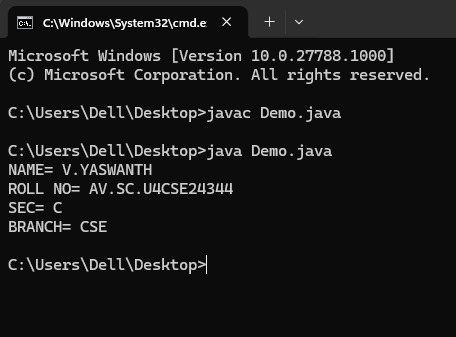 C:\Windows\System32\cmd.e
Microsoft Windows [Version 10.0.27788.1000]
(c) Microsoft Corporation. All rights reserved.
C:\Users\Dell\Desktop>javac Demo.java
C:\Users\Dell\Desktop>java Demo.java
NAME= V.YASWANTH
ROLL NO= AV.SC.U4CSE24344
SEC= C
BRANCH= CSE
C:\Users\Dell\Desktop>